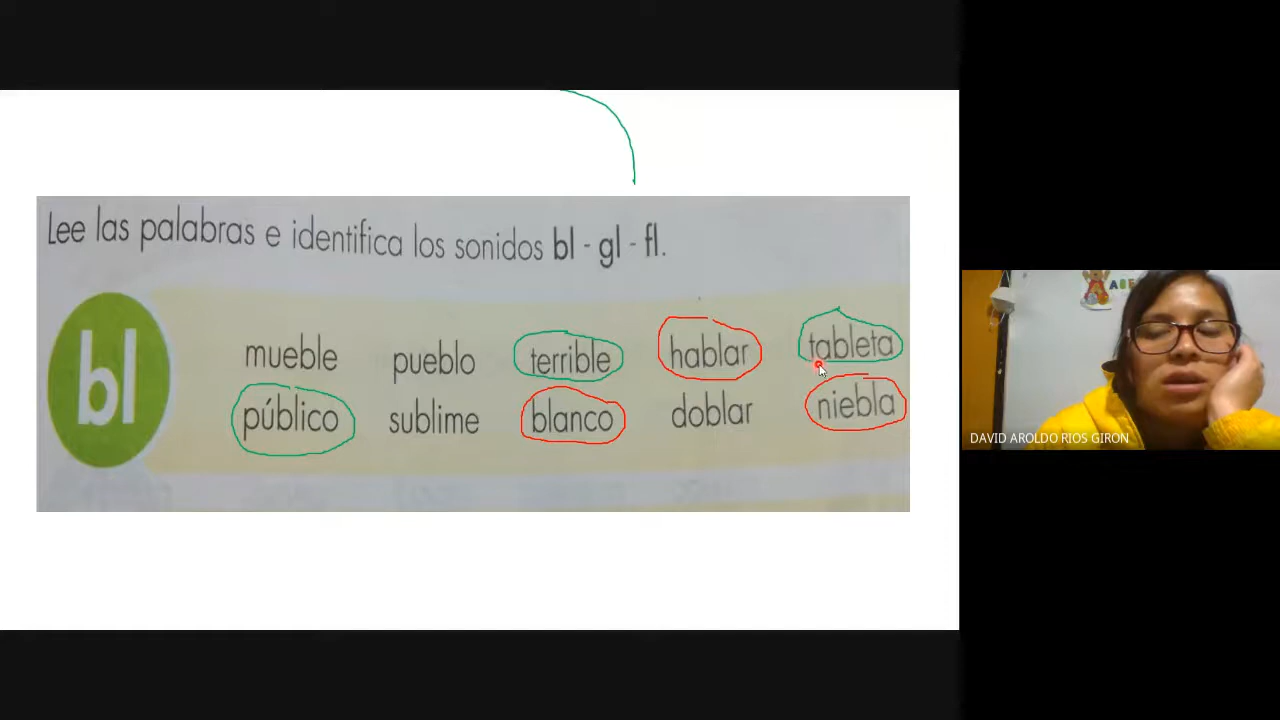 Lee las palabras e identifica los sonidos bl - gl - fl.
bl
mueble pueblo terrible hablar tableta
público sublime blanco doblar niebla
DAVID AROLDO RIOS GIRON